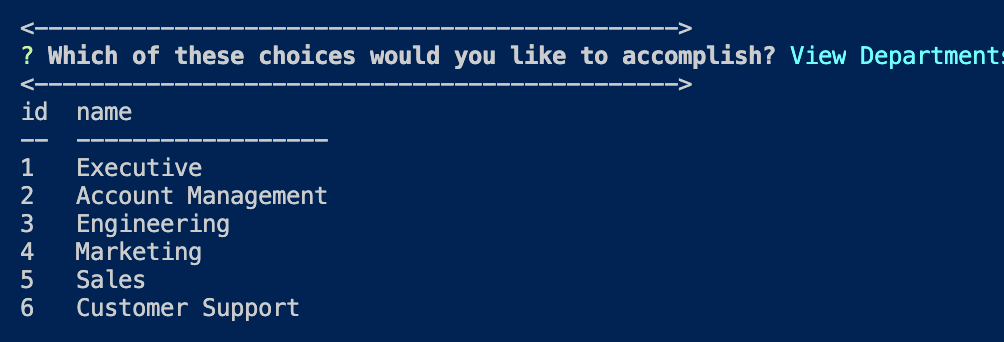 <---------------------------------------------->
? Which of these choices would you like to accomplish? View Departments
<---------------------------------------------->
id  name
--  ------------------
1   Executive
2   Account Management
3   Engineering
4   Marketing
5   Sales
6   Customer Support